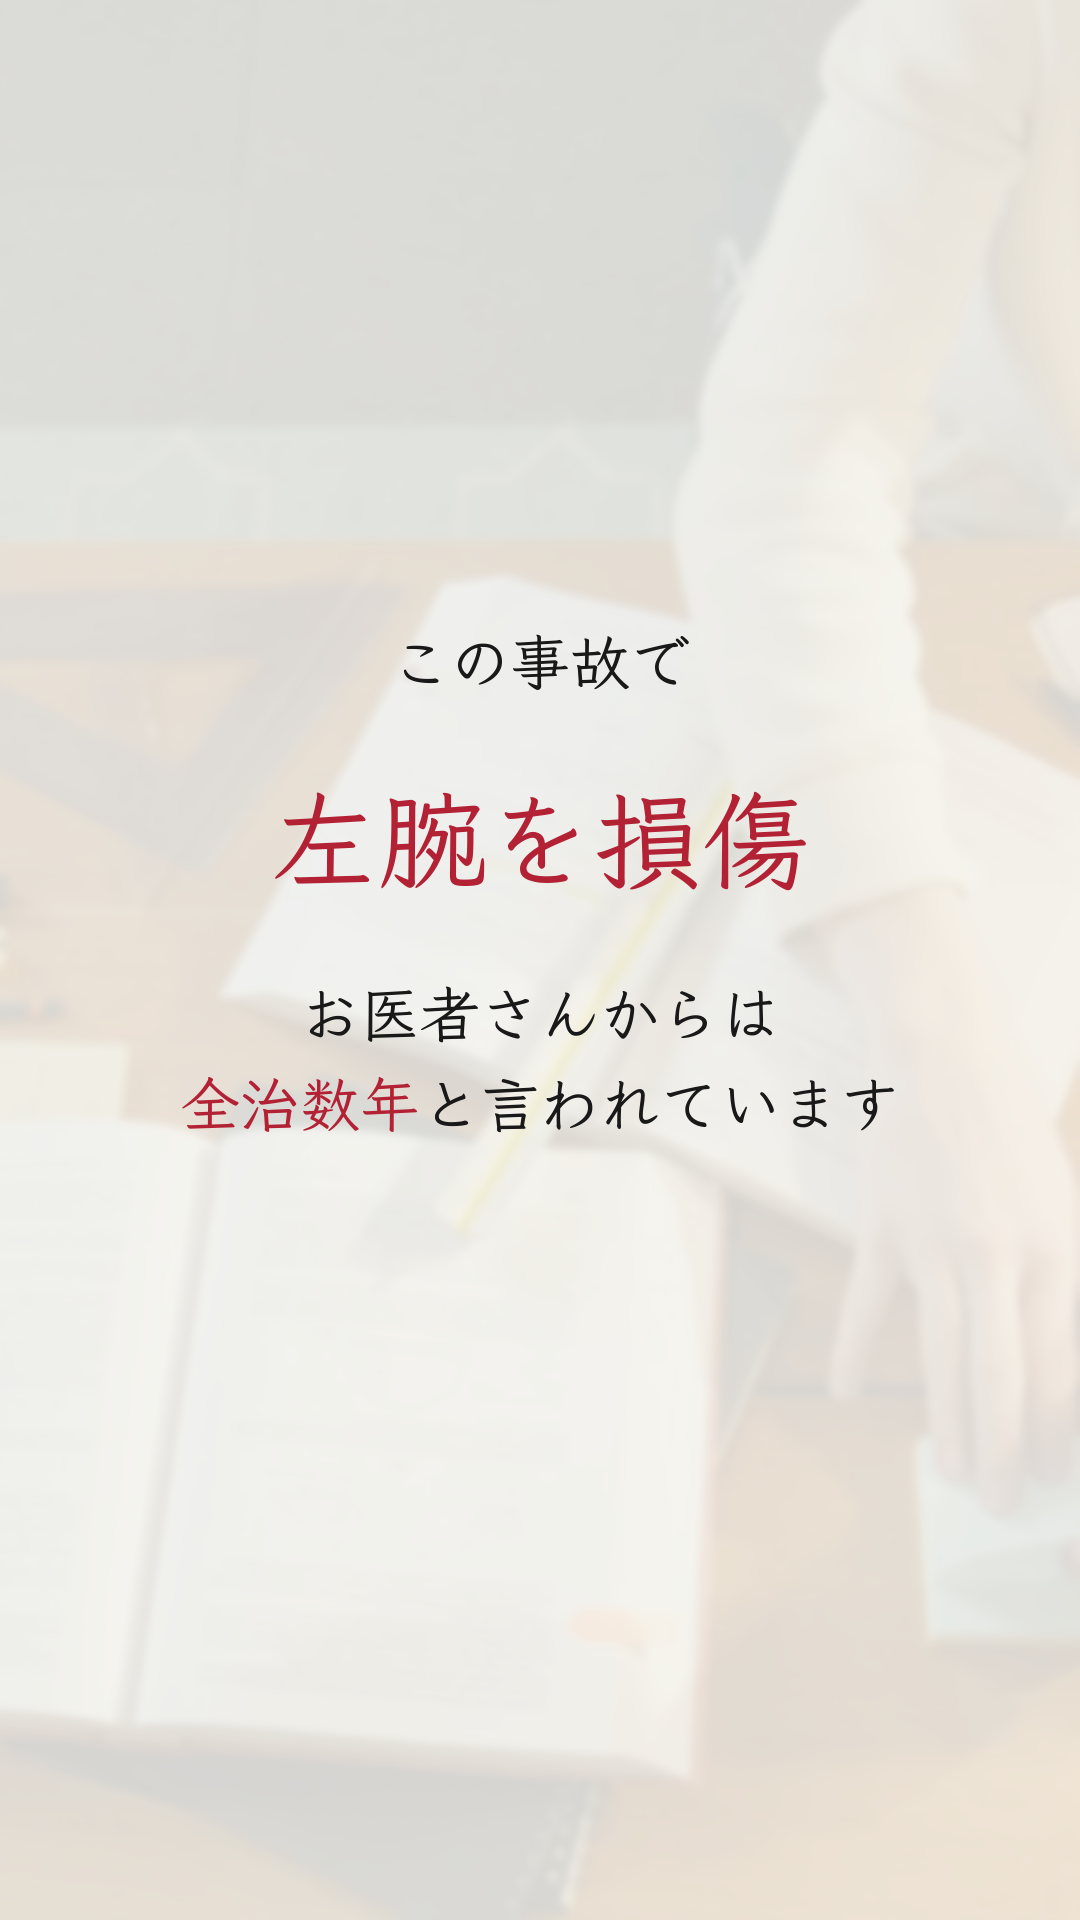 この事故で
左腕を損傷
お医者さんからは
全治数年と言われています